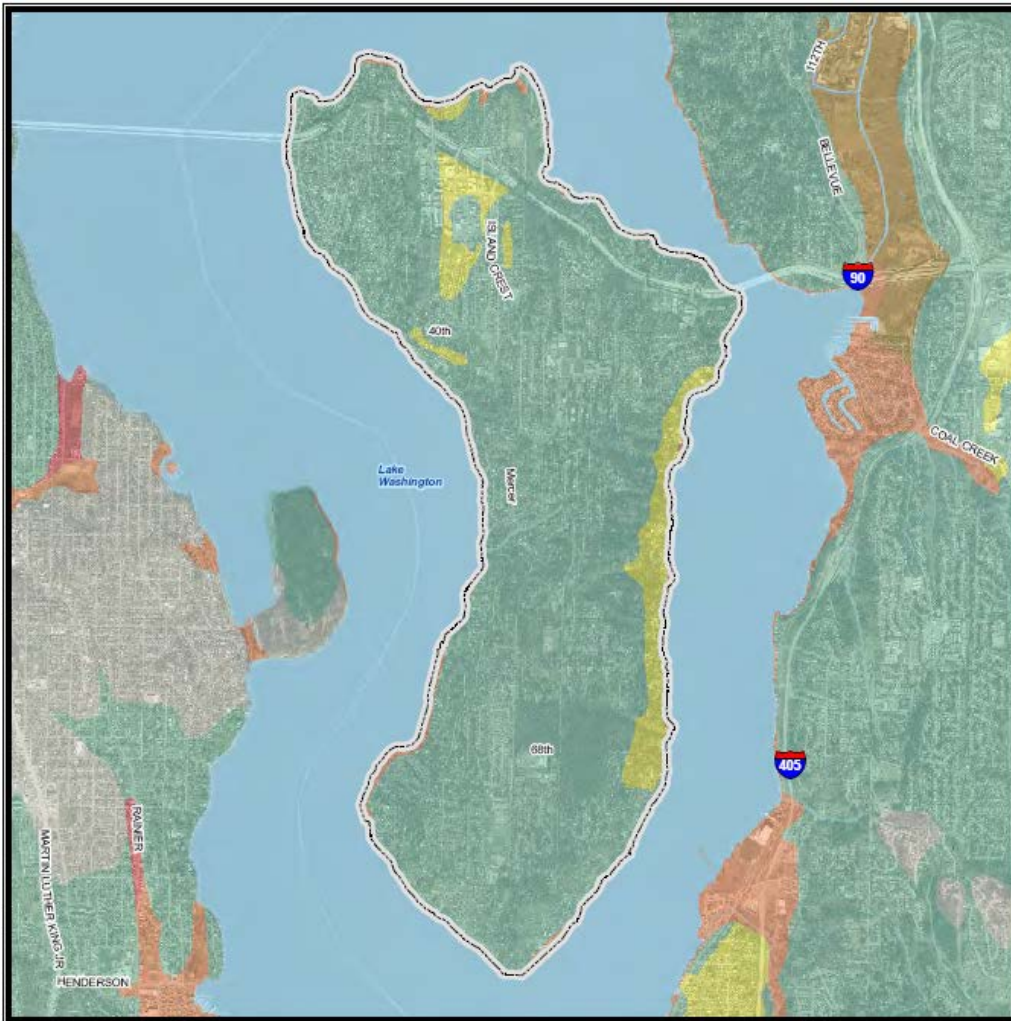 112TH
BELLEVUE
90
ISLAND CREST
40th
COAL CREEK
Lake
Washington
Mercer
68th
405
RAINIER
MARTIN LUTHER KING JR
HENDERSON